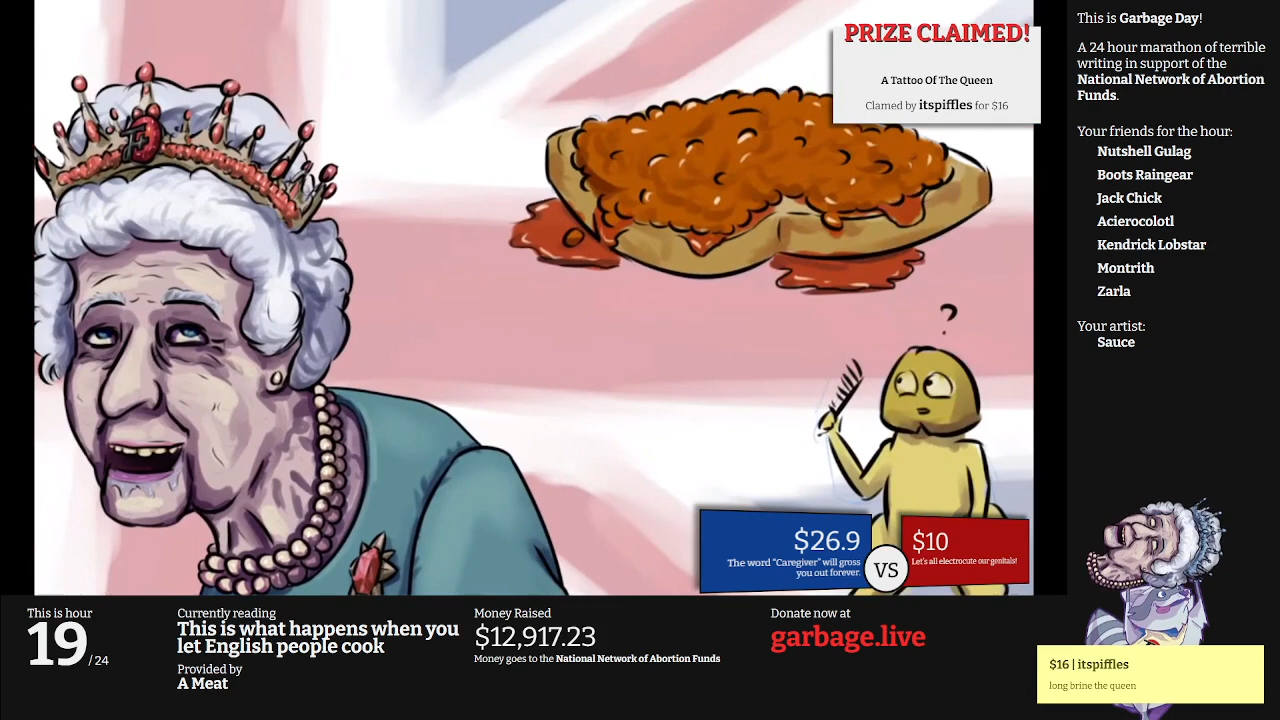 PRIZE CLAIMED!
A Tattoo Of The Queen
Clamed by itspiffles for $16
This is Garbage Day!
A 24 hour marathon of terrible
writing in support of the
National Network of Abortion
Funds.
Your friends for the hour:
Nutshell Gulag
Boots Raingear
Jack Chick
Acierocolotl
Kendrick Lobstar
Montrith
Zarla
Your artist:
Sauce
?
$26.9
The word "Caregiver" will gross
you out forever.
VS
$10
Let's all electrocute our genitals!
This is hour
19/24
Currently reading
This is what happens when you
let English people cook
Provided by
A Meat
Money Raised
$12,917.23
Money goes to the National Network of Abortion Funds
Donate now at
garbage.live
$16 | itspiffles
long brine the queen